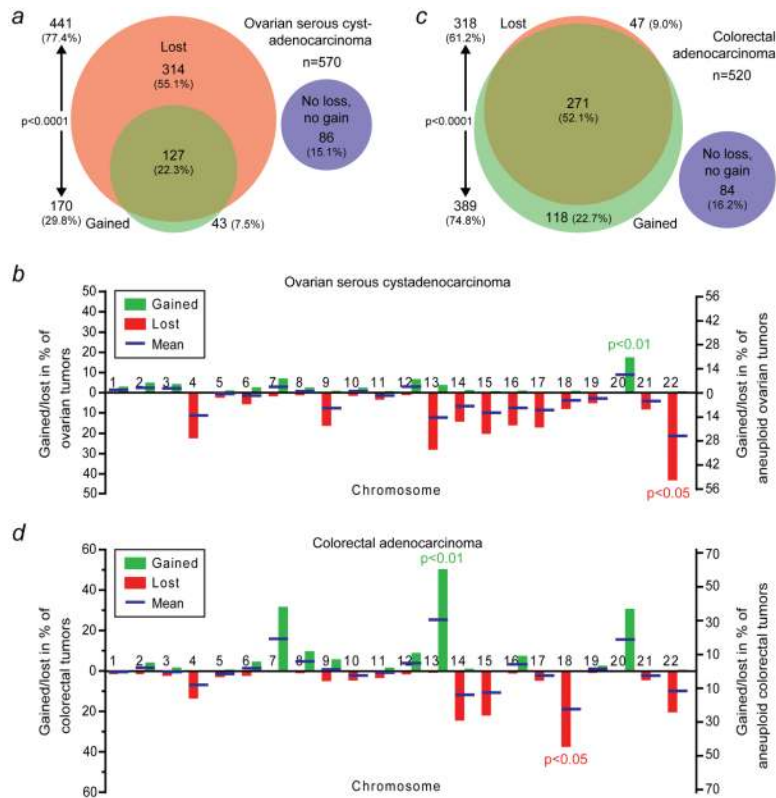 a
441
(77.4%)
p<0.0001
170
(29.8%)
Lost
314
(55.1%)
127
(22.3%)
Gained
43 (7.5%)
Ovarian serous cyst-
adenocarcinoma
n=570
No loss,
no gain
86
(15.1%)
c
318
(61.2%)
p<0.0001
389
(74.8%)
Lost
47 (9.0%)
271
(52.1%)
118 (22.7%)
Gained
Colorectal
adenocarcinoma
n=520
No loss,
no gain
84
(16.2%)
b
Ovarian serous cystadenocarcinoma
Gained/lost in % of
ovarian tumors
50
40
30
20
10
0
10
20
30
40
50
Gained
Lost
Mean
1 2 3 4 5 6 7 8 9 10 11 12 13 14 15 16 17 18 19 20 21 22
p<0.01
p<0.05
Chromosome
56
42
28
14
0
14
28
42
56
Gained/lost in % of
aneuploid ovarian tumors
d
Colorectal adenocarcinoma
Gained/lost in % of
colorectal tumors
60
40
20
0
20
40
60
Gained
Lost
Mean
1 2 3 4 5 6 7 8 9 10 11 12 13 14 15 16 17 18 19 20 22
p<0.01
p<0.05
Chromosome
70
50
30
10
0
10
30
50
70
Gained/lost in % of
aneuploid colorectal tumors